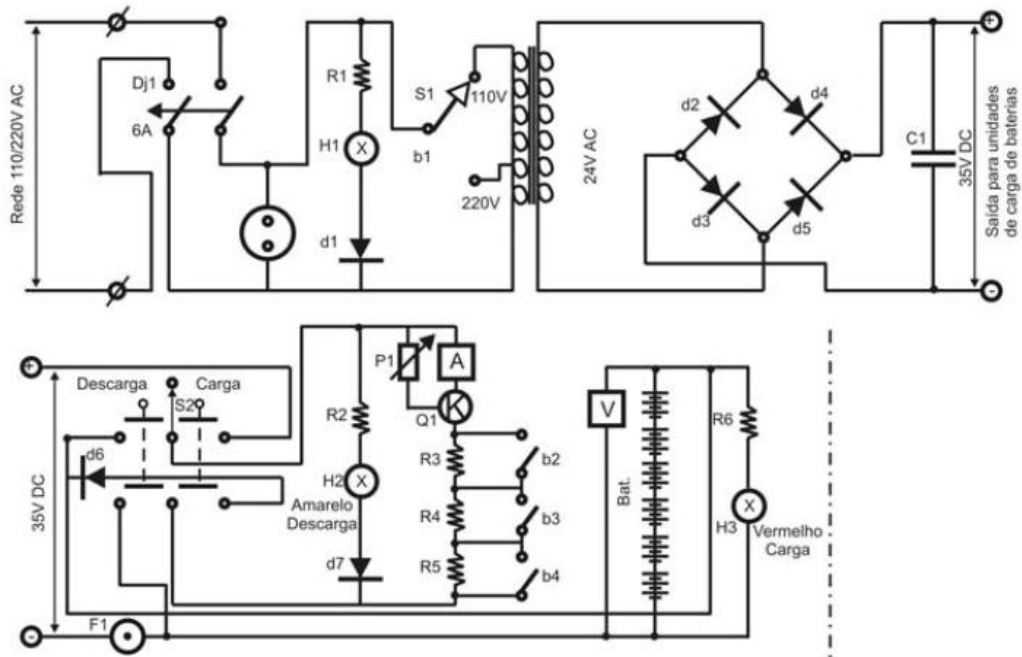 Rede 110/220V AC
Dj1
6A
R1
H1
X
d1
S1
110V
b1
220V
24V AC
d2
d4
d3
d5
C1
35V DC
+
-
Saída para unidades
de carga de baterias
+
35V DC
-
Descarga
Carga
S2
d6
F1
R2
H2
X
Amarelo
Descarga
d7
P1
A
Q1
R3
R4
R5
b2
b3
b4
V
Bat.
R6
X
H3
Vermelho
Carga